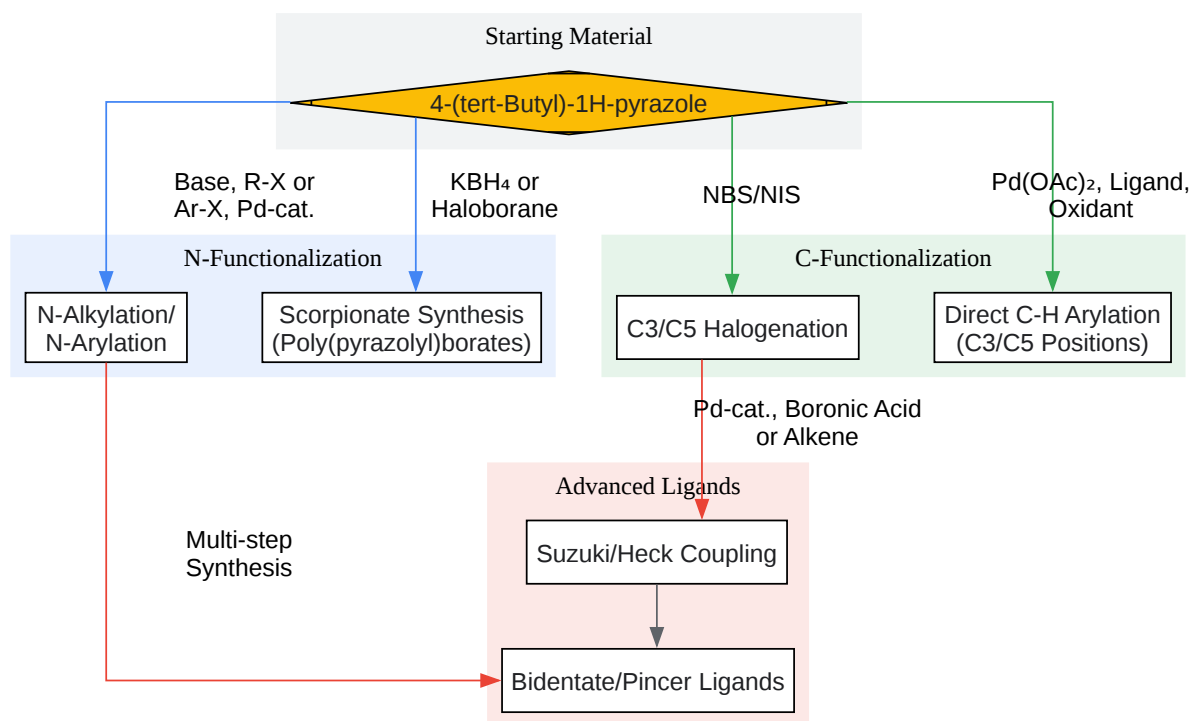 Starting Material
4-(tert-Butyl)-1H-pyrazole
Base, R-X or
Ar-X, Pd-cat.
KBH₄ or
Haloborane
NBS/NIS
Pd(OAc)₂, Ligand,
Oxidant
N-Functionalization
N-Alkylation/
N-Arylation
Scorpionate Synthesis
(Poly(pyrazolyl)borates)
C-Functionalization
C3/C5 Halogenation
Direct C-H Arylation
(C3/C5 Positions)
Pd-cat., Boronic Acid
or Alkene
Multi-step
Synthesis
Advanced Ligands
Suzuki/Heck Coupling
Bidentate/Pincer Ligands